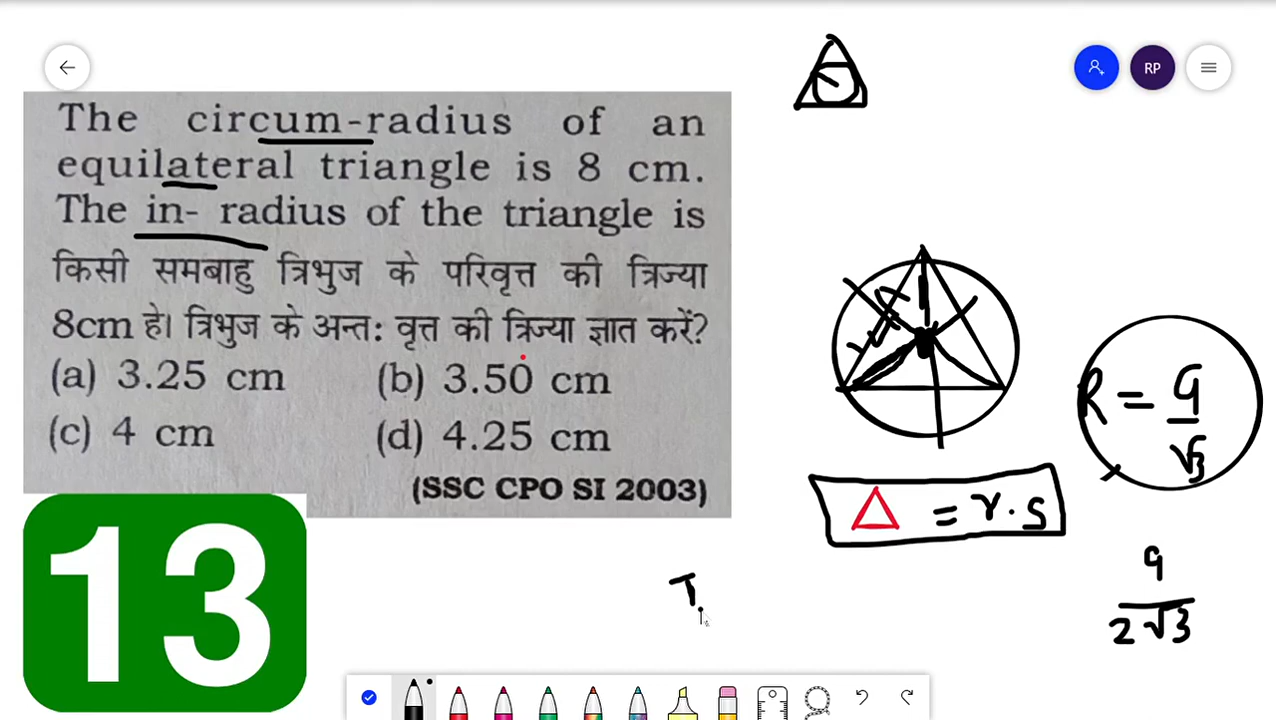 RP
The circum-radius of an
equilateral triangle is 8 cm.
The in- radius of the triangle is
किसी समबाहु त्रिभुज के परिवृत्त की त्रिज्या
8cm हे। त्रिभुज के अन्त: वृत्त की त्रिज्या ज्ञात करें?
(a) 3.25 cm (b) 3.50 cm
(c) 4 cm (d) 4.25 cm
(SSC CPO SI 2003)
13
R = a/√3
△ = r.s
a/2√3
T